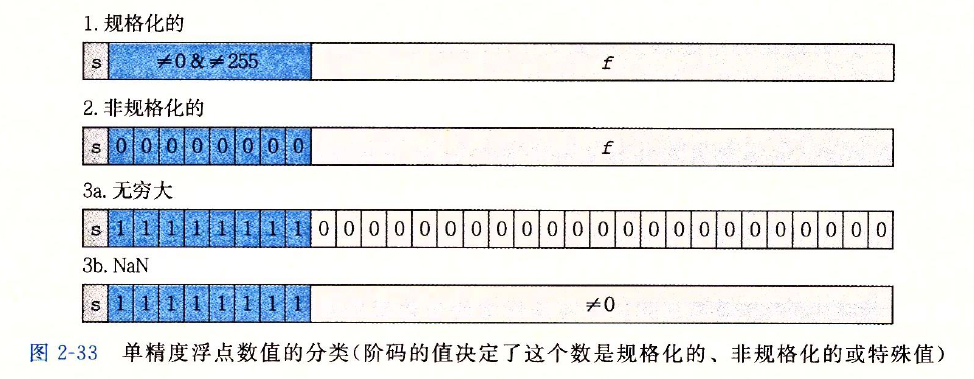 1. 规格化的
s ≠0&≠255 f
2. 非规格化的
s 0 0 0 0 0 0 0 0 f
3a. 无穷大
s 1 1 1 1 1 1 1 1 0 0 0 0 0 0 0 0 0 0 0 0 0 0 0 0 0 0 0 0 0 0 0
3b. NaN
s 1 1 1 1 1 1 1 1 ≠0
图 2-33 单精度浮点数值的分类(阶码的值决定了这个数是规格化的、非规格化的或特殊值)